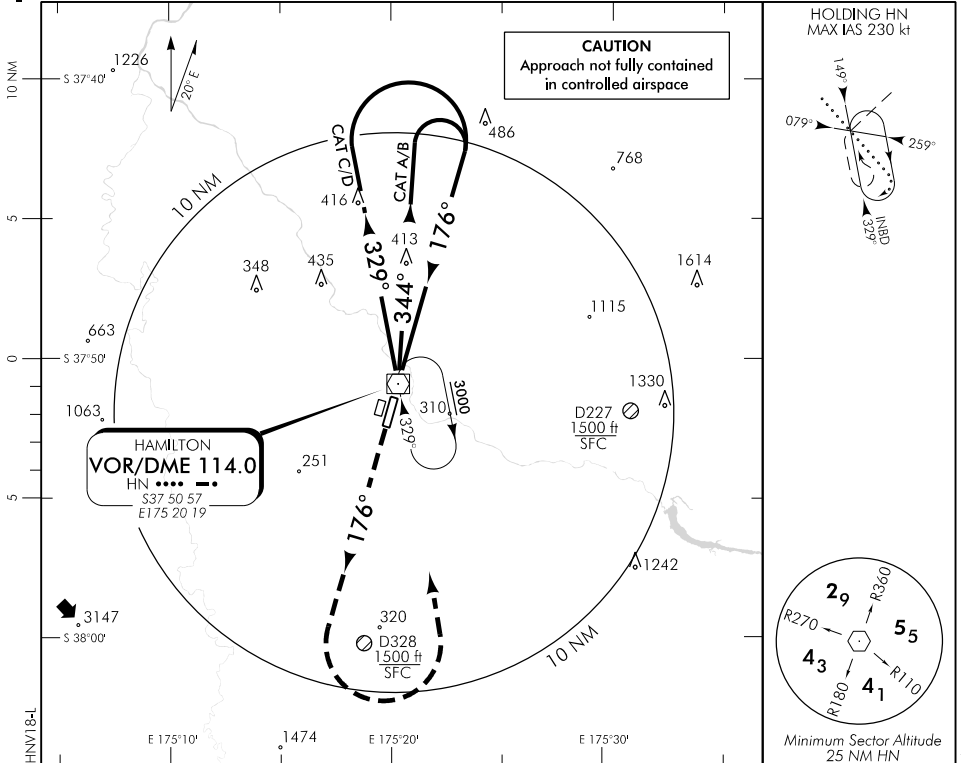 CAUTION
Approach not fully contained
in controlled airspace
HOLDING HN
MAX IAS 230 kt
149°
079°
259°
INBD
329°
10 NM
5
0
5
S 37°40'
S 37°50'
S 38°00'
1226
20° E
486
768
CAT C/D
CAT A/B
10 NM
416
413
329°
344°
176°
348
435
1614
1115
663
1330
1063
310
3000
329°
D227
1500 ft
SFC
HAMILTON
VOR/DME 114.0
HN •••• —•
S37 50 57
E175 20 19
251
176°
1242
3147
320
D328
1500 ft
SFC
10 NM
1474
E 175°10'
E 175°20'
E 175°30'
HNV18-L
29
R360
R270
55
43
R180
41
R110
Minimum Sector Altitude
25 NM HN